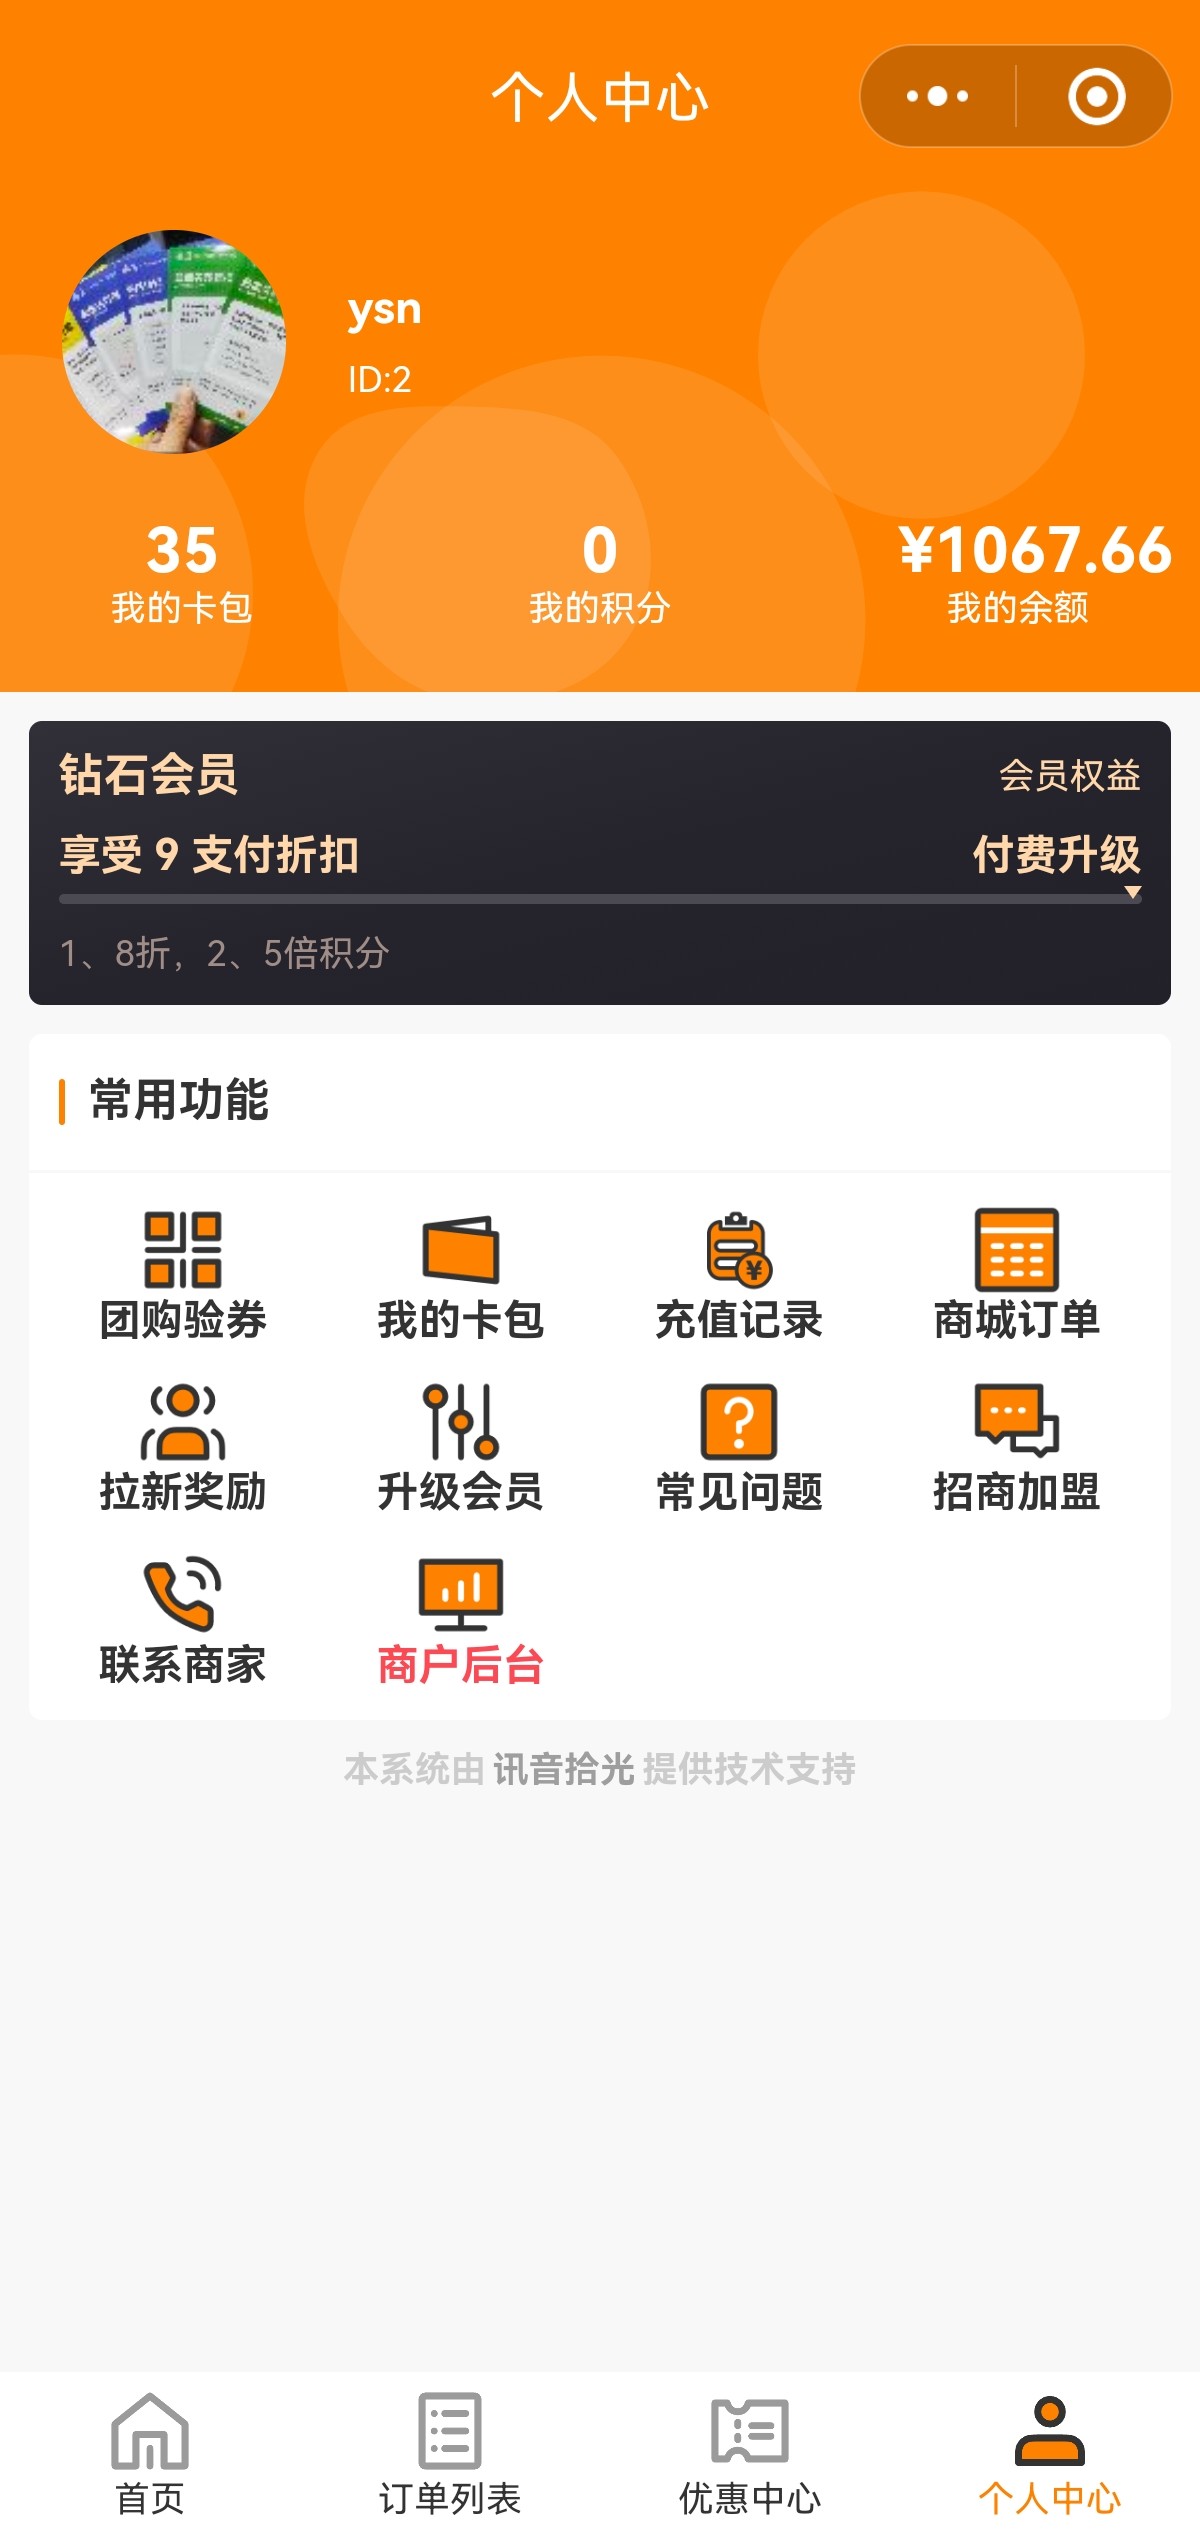 个人中心
ysn
ID:2
35
0
¥1067.66
我的卡包
我的积分
我的余额
钻石会员
会员权益
享受 9 支付折扣
付费升级
1、8折，2、5倍积分
常用功能
团购验券
我的卡包
充值记录
商城订单
拉新奖励
升级会员
常见问题
招商加盟
联系商家
商户后台
本系统由 讯音拾光 提供技术支持
首页
订单列表
优惠中心
个人中心